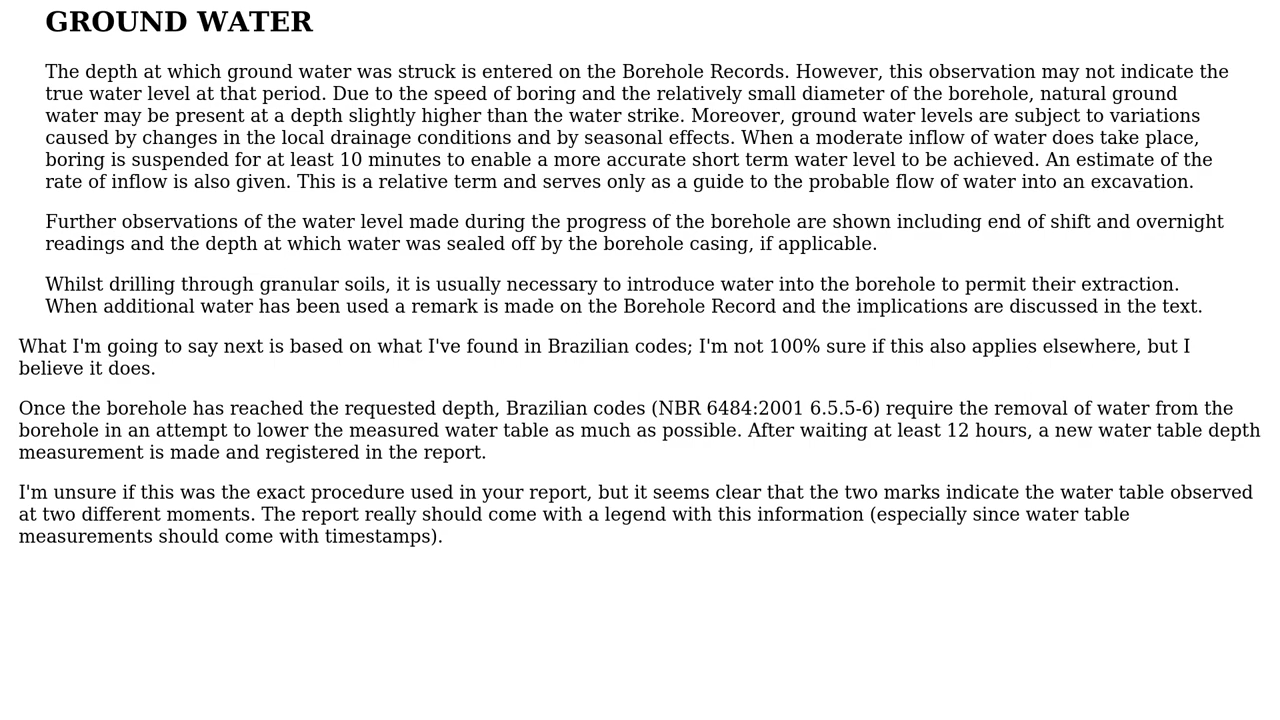 GROUND WATER
The depth at which ground water was struck is entered on the Borehole Records. However, this observation may not indicate the
true water level at that period. Due to the speed of boring and the relatively small diameter of the borehole, natural ground
water may be present at a depth slightly higher than the water strike. Moreover, ground water levels are subject to variations
caused by changes in the local drainage conditions and by seasonal effects. When a moderate inflow of water does take place,
boring is suspended for at least 10 minutes to enable a more accurate short term water level to be achieved. An estimate of the
rate of inflow is also given. This is a relative term and serves only as a guide to the probable flow of water into an excavation.
Further observations of the water level made during the progress of the borehole are shown including end of shift and overnight
readings and the depth at which water was sealed off by the borehole casing, if applicable.
Whilst drilling through granular soils, it is usually necessary to introduce water into the borehole to permit their extraction.
When additional water has been used a remark is made on the Borehole Record and the implications are discussed in the text.
What I'm going to say next is based on what I've found in Brazilian codes; I'm not 100% sure if this also applies elsewhere, but I
believe it does.
Once the borehole has reached the requested depth, Brazilian codes (NBR 6484:2001 6.5.5-6) require the removal of water from the
borehole in an attempt to lower the measured water table as much as possible. After waiting at least 12 hours, a new water table depth
measurement is made and registered in the report.
I'm unsure if this was the exact procedure used in your report, but it seems clear that the two marks indicate the water table observed
at two different moments. The report really should come with a legend with this information (especially since water table
measurements should come with timestamps).